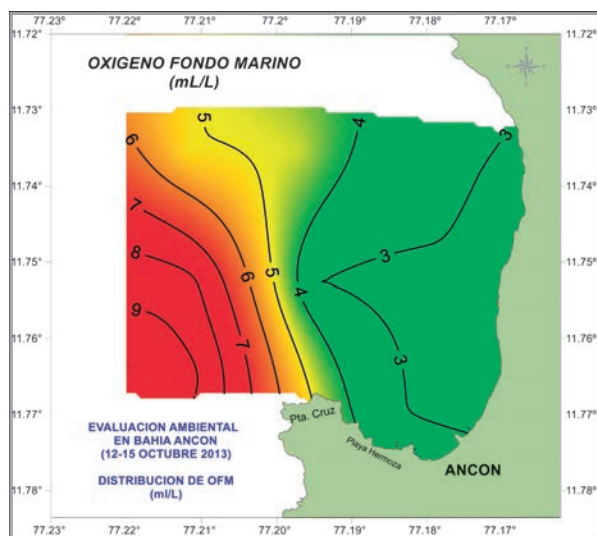 77.23° 77.22° 77.21° 77.20° 77.19° 77.18° 77.17°
11.72° 11.72°
OXIGENO FONDO MARINO
(mL/L)
11.73° 11.73°
5 4 3
6
11.74° 11.74°
7
11.75° 11.75°
8 3
6 5 4
9
11.76° 11.76°
7 3
11.77° 11.77°
Pta. Cruz
EVALUACION AMBIENTAL
EN BAHIA ANCON
(12-15 OCTUBRE 2013)
Playa Hermoza
ANCON
DISTRIBUCION DE OFM
(ml/L)
11.78° 11.78°
77.23° 77.22° 77.21° 77.20° 77.19° 77.18° 77.17°